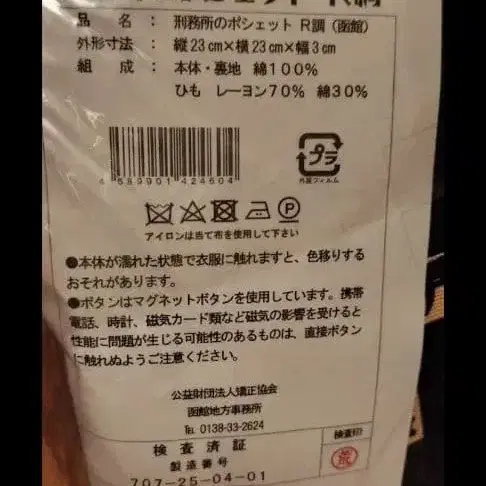 品名：刑務所のポシェット R調（函館）
外形寸法：縦23cm×横23cm×幅3cm
組成：本体・裏地 綿100%
ひも レーヨン70% 綿30%
4589901424604
プラ
外装フィルム
P
アイロンは当て布を使用して下さい
●本体が濡れた状態で衣服に触れますと、色移りする
おそれがあります。
●ボタンはマグネットボタンを使用しています。携帯
電話、時計、磁気カード類など磁気の影響を受けると
性能に問題が生じる可能性のあるものは、直接ボタン
に触れぬようご注意ください。
公益財団法人矯正協会
函館地方事務所
TEL 0138-33-2624
検査済証
製造番号
707-25-04-01
検査印